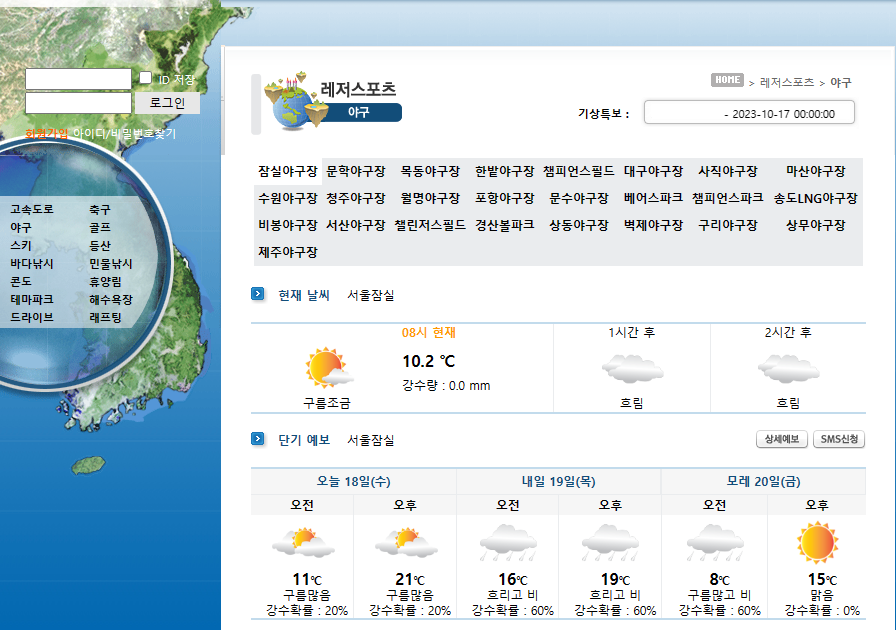 ID 저장
로그인
회원가입 아이디/비밀번호찾기
고속도로 축구
야구 골프
스키 등산
바다낚시 민물낚시
콘도 휴양림
테마파크 해수욕장
드라이브 래프팅
레저스포츠
야구
HOME > 레저스포츠 > 야구
기상특보 : - 2023-10-17 00:00:00
잠실야구장 문학야구장 목동야구장 한밭야구장 챔피언스필드 대구야구장 사직야구장 마산야구장
수원야구장 청주야구장 월명야구장 포항야구장 문수야구장 베어스파크 챔피언스파크 송도LNG야구장
비봉야구장 서산야구장 챌린저스필드 경산볼파크 상동야구장 벽제야구장 구리야구장 상무야구장
제주야구장
현재 날씨 서울잠실
08시 현재 1시간 후 2시간 후
10.2 ℃
강수량 : 0.0 mm
구름조금 흐림 흐림
단기 예보 서울잠실 상세예보 SMS신청
오늘 18일(수) 내일 19일(목) 모레 20일(금)
오전 오후 오전 오후 오전 오후
11℃ 21℃ 16℃ 19℃ 8℃ 15℃
구름많음 구름많음 흐리고 비 흐리고 비 구름많고 비 맑음
강수확률 : 20% 강수확률 : 20% 강수확률 : 60% 강수확률 : 60% 강수확률 : 60% 강수확률 : 0%